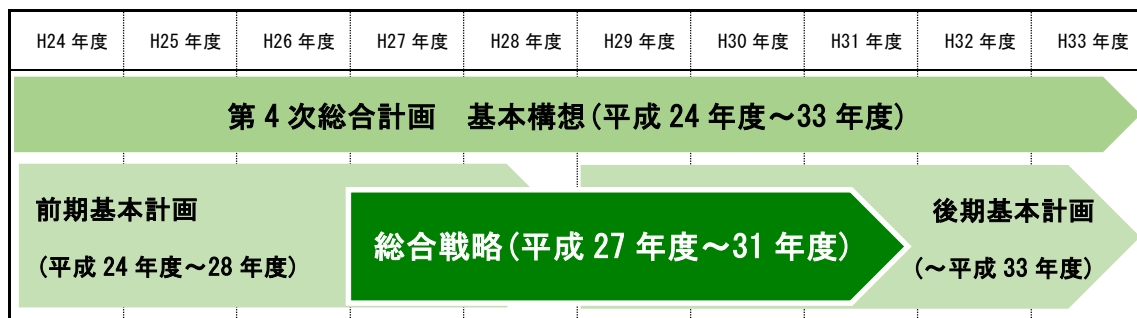 H24 年度 H25 年度 H26 年度 H27 年度 H28 年度 H29 年度 H30 年度 H31 年度 H32 年度 H33 年度
第 4 次総合計画　基本構想(平成 24 年度～33 年度)
前期基本計画
(平成 24 年度～28 年度)
総合戦略(平成 27 年度～31 年度)
後期基本計画
(～平成 33 年度)